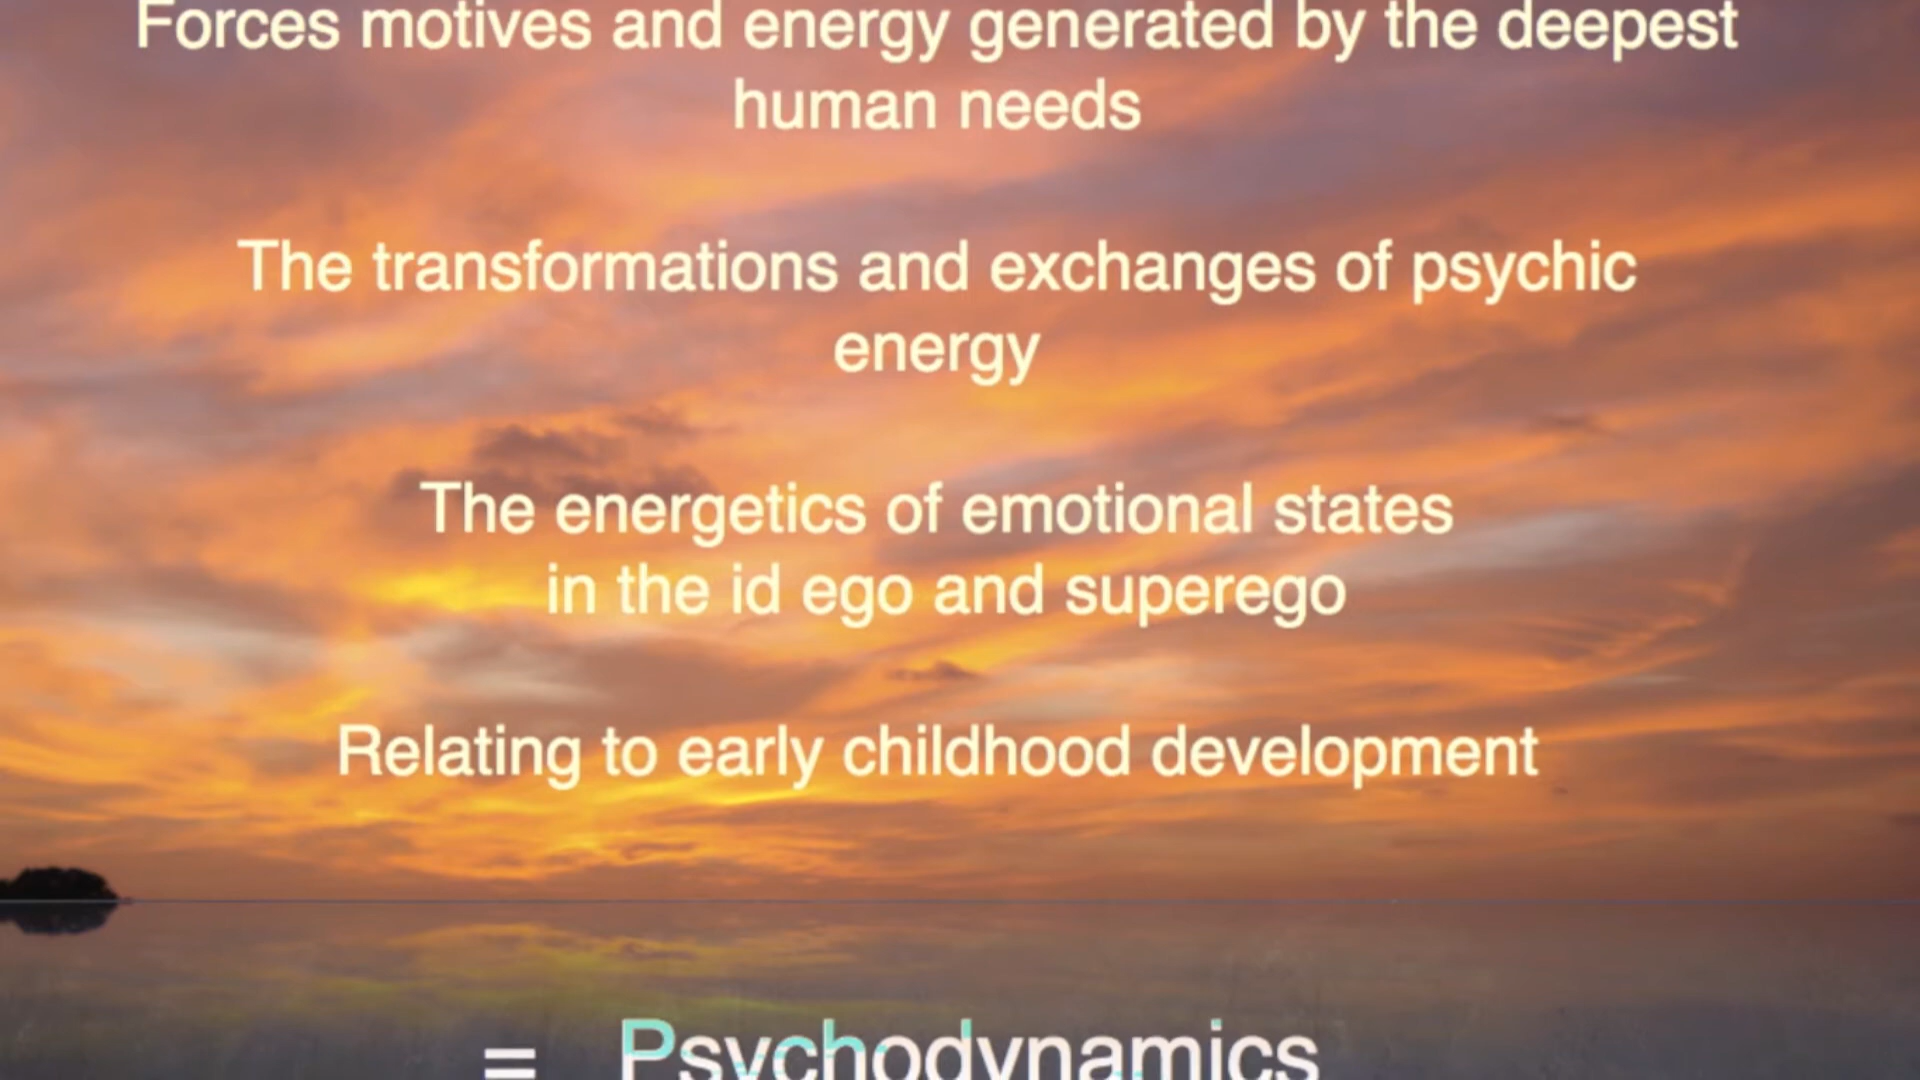 Forces motives and energy generated by the deepest
human needs
The transformations and exchanges of psychic
energy
The energetics of emotional states
in the id ego and superego
Relating to early childhood development
= Psychodynamics